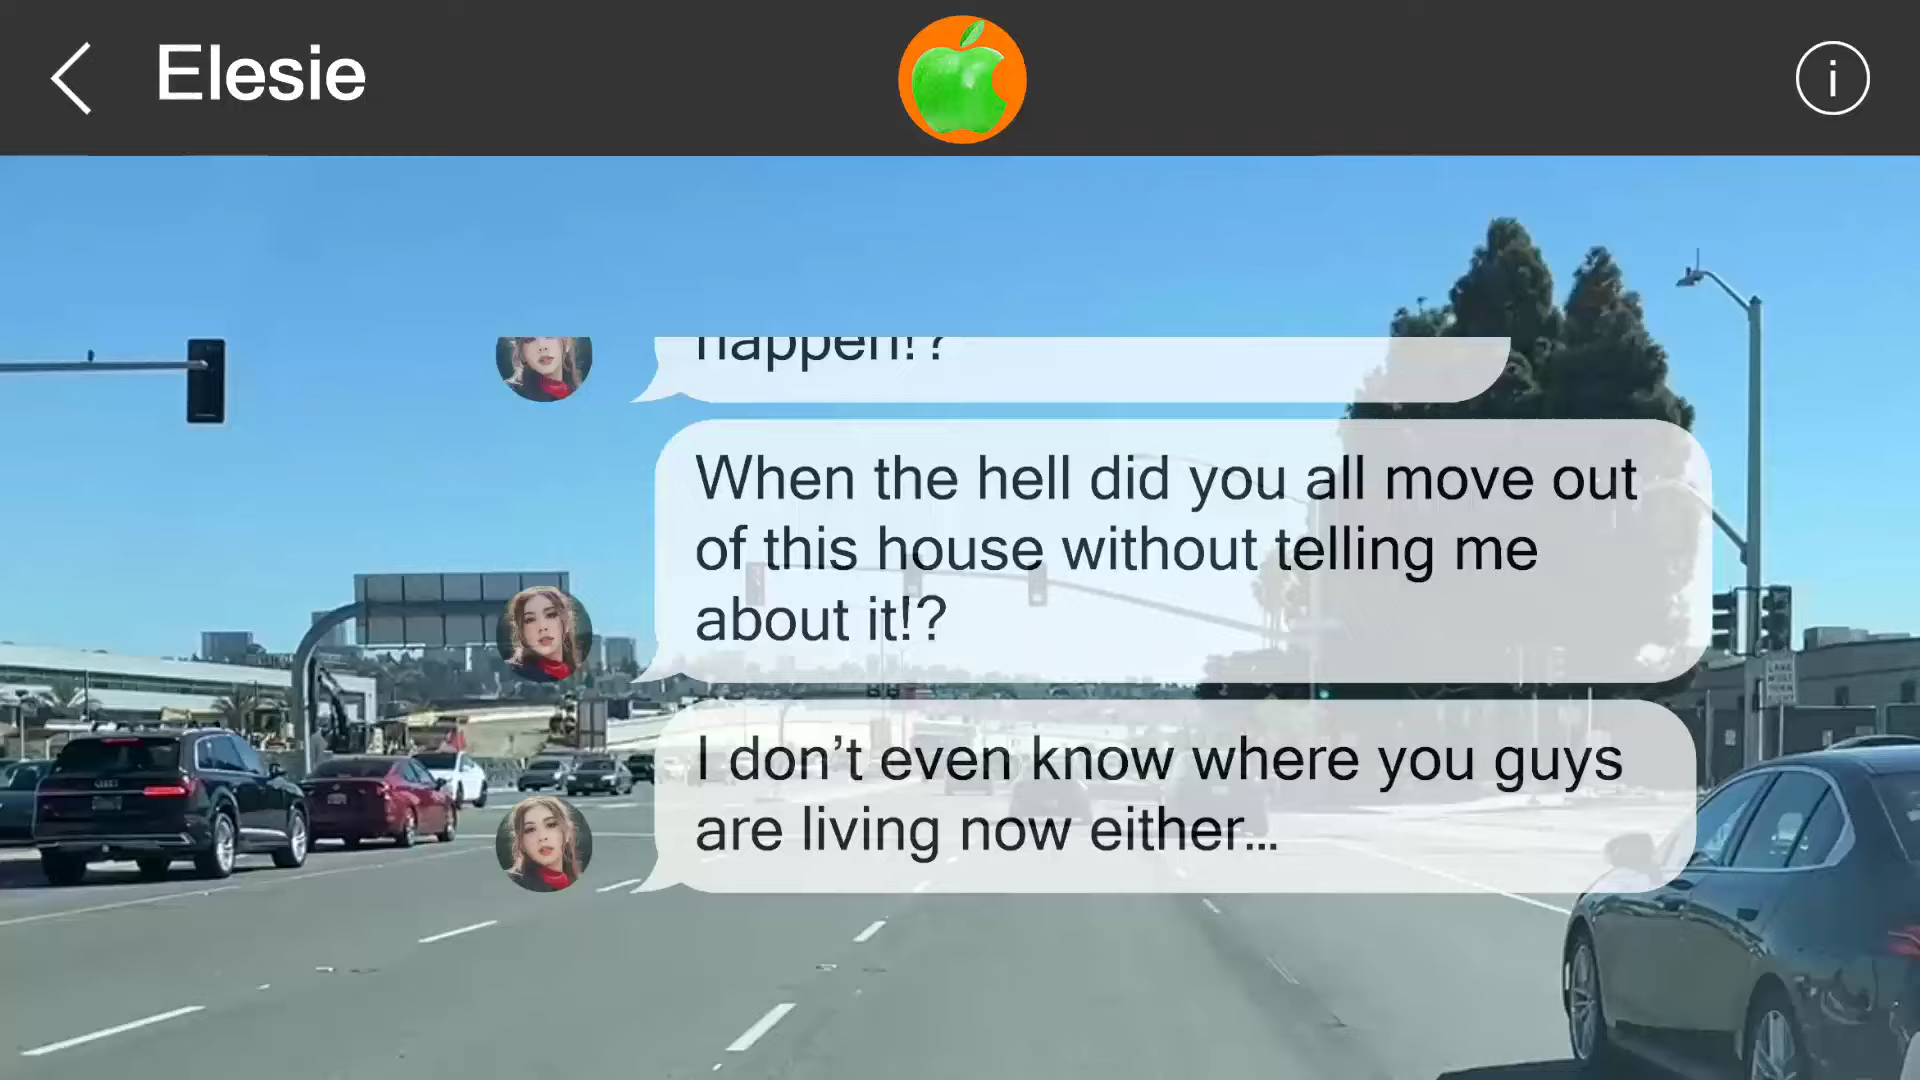 Elesie
happen!?
When the hell did you all move out
of this house without telling me
about it!?
I don’t even know where you guys
are living now either...